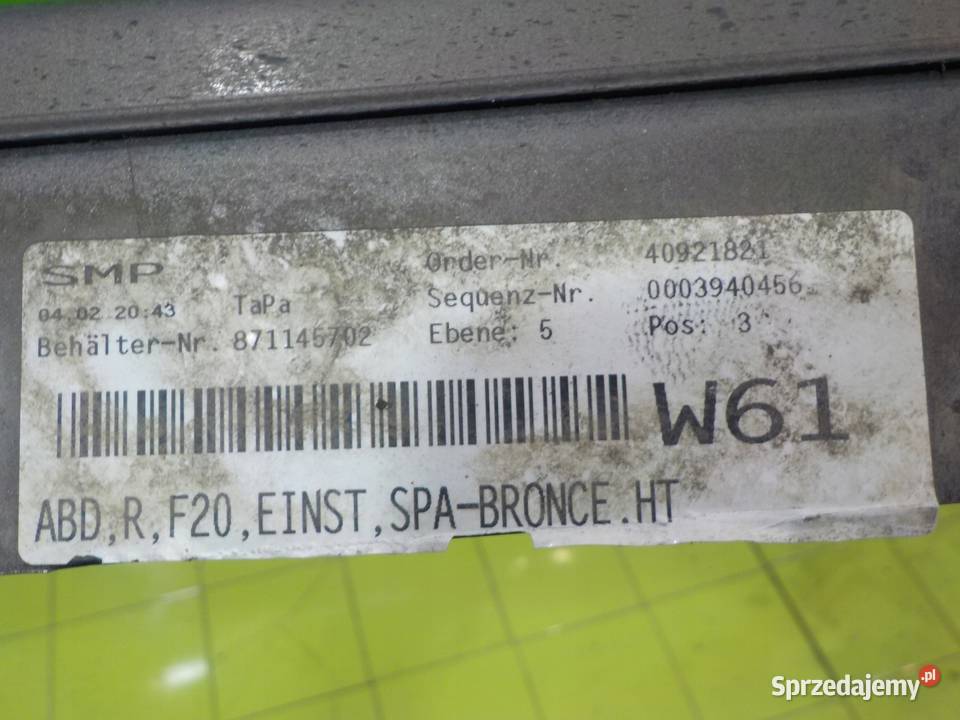 SMP
Order-Nr. 40921821
04.02 20:43 TaPa Sequenz-Nr. 0003940456
Behälter-Nr. 871145702 Ebene: 5 Pos: 3
W61
ABD,R,F20,EINST,SPA-BRONCE.HT
Sprzedajemy.pl